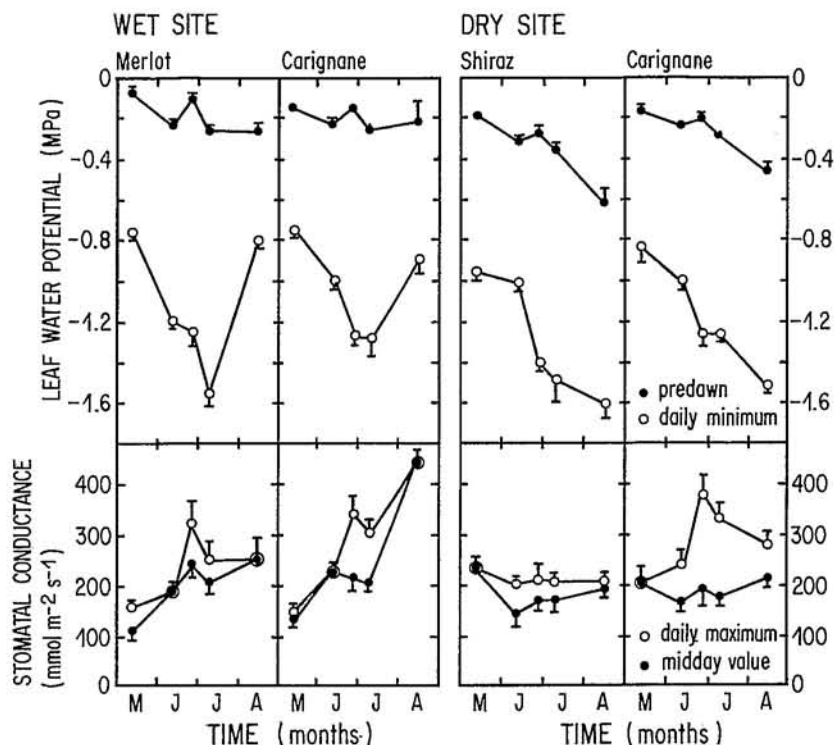 WET SITE
DRY SITE
Merlot
Carignane
Shiraz
Carignane
LEAF WATER POTENTIAL (MPa)
0
-0.4
-0.8
-1.2
-1.6
0
-0.4
-0.8
-1.2
-1.6
● predawn
○ daily minimum
STOMATAL CONDUCTANCE
(mmol m⁻² s⁻¹)
400
300
200
100
0
400
300
200
100
0
○ daily maximum
● midday value
M J J A
M J J A
M J J A
M J J A
TIME (months)
TIME (months)